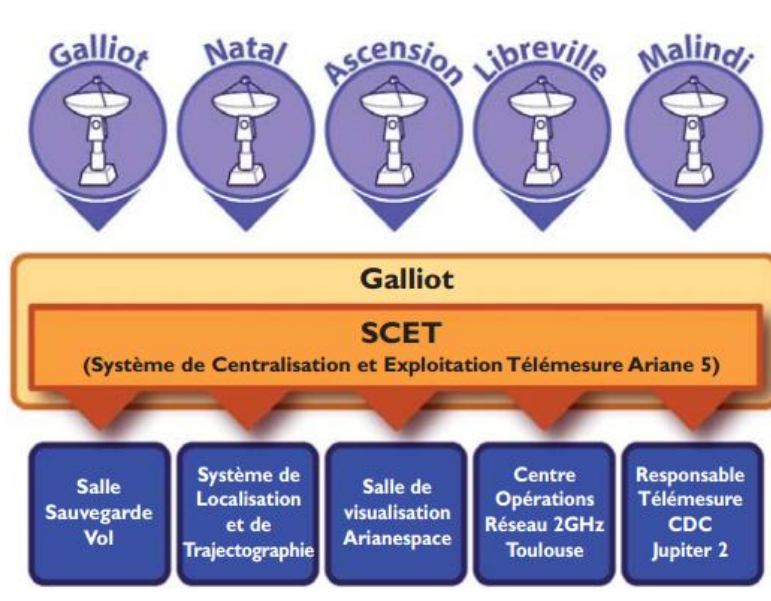 Galliot
Natal
Ascension
Libreville
Malindi
Galliot
SCET
(Système de Centralisation et Exploitation Télémesure Ariane 5)
Salle
Sauvegarde
Vol
Système de
Localisation
et de
Trajectographie
Salle de
visualisation
Arianespace
Centre
Opérations
Réseau 2GHz
Toulouse
Responsable
Télémesure
CDC
Jupiter 2